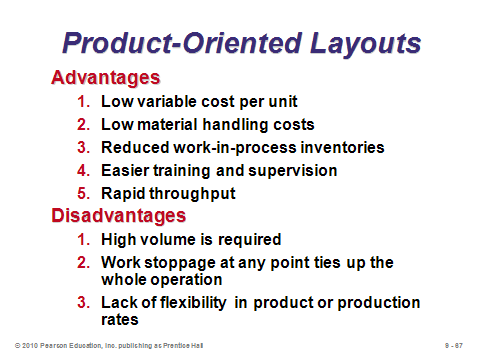 Product-Oriented Layouts
Advantages
1. Low variable cost per unit
2. Low material handling costs
3. Reduced work-in-process inventories
4. Easier training and supervision
5. Rapid throughput
Disadvantages
1. High volume is required
2. Work stoppage at any point ties up the
whole operation
3. Lack of flexibility in product or production
rates
© 2010 Pearson Education, Inc. publishing as Prentice Hall
9 - 67